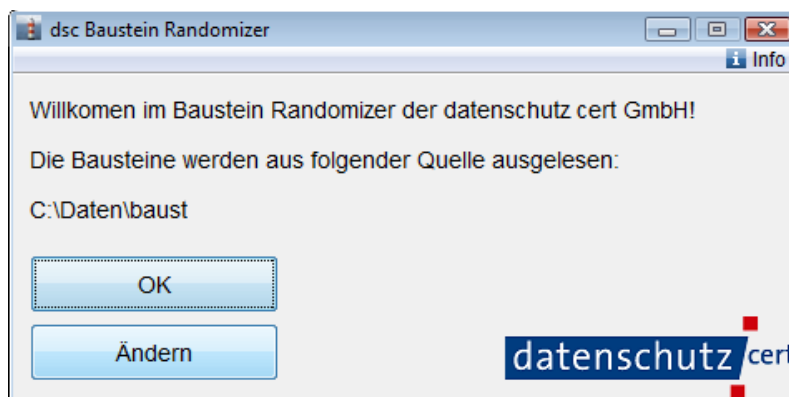 dsc Baustein Randomizer
Info
Willkomen im Baustein Randomizer der datenschutz cert GmbH!
Die Bausteine werden aus folgender Quelle ausgelesen:
C:\Daten\baust
OK
Ändern
datenschutz cert